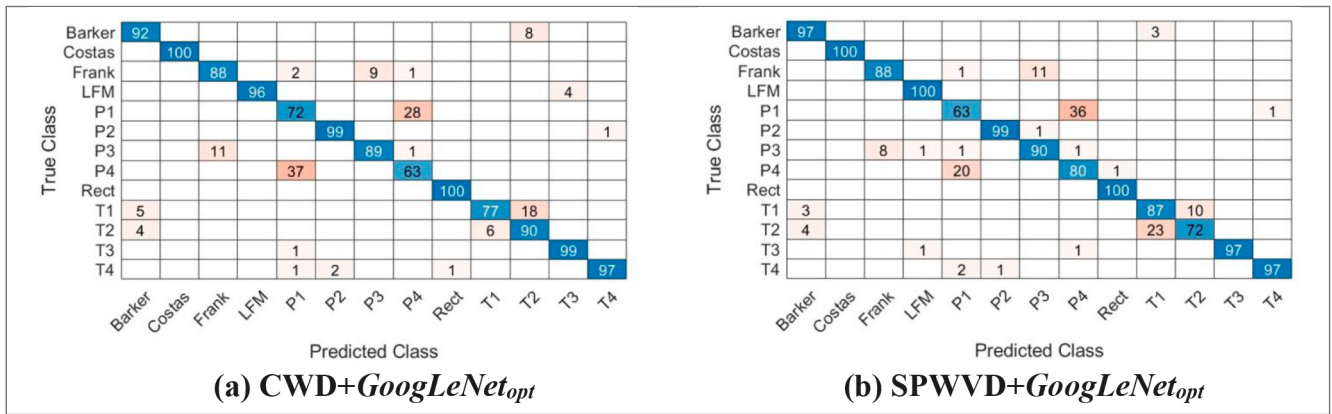 Barker 92 8
Costas 100
Frank 88 2 9 1
LFM 96 4
P1 72 28
P2 99 1
P3 11 89 1
P4 37 63
Rect 100
T1 5 77 18
T2 4 6 90
T3 1 99
T4 1 2 1 97
True Class
Barker Costas Frank LFM P1 P2 P3 P4 Rect T1 T2 T3 T4
Predicted Class
(a) CWD+GoogLeNetopt
Barker 97 3
Costas 100
Frank 88 1 11
LFM 100
P1 63 36 1
P2 99 1
P3 8 1 1 90 1
P4 20 80 1
Rect 100
T1 3 87 10
T2 4 23 72
T3 1 1 97
T4 2 1 97
True Class
Barker Costas Frank LFM P1 P2 P3 P4 Rect T1 T2 T3 T4
Predicted Class
(b) SPWVD+GoogLeNetopt